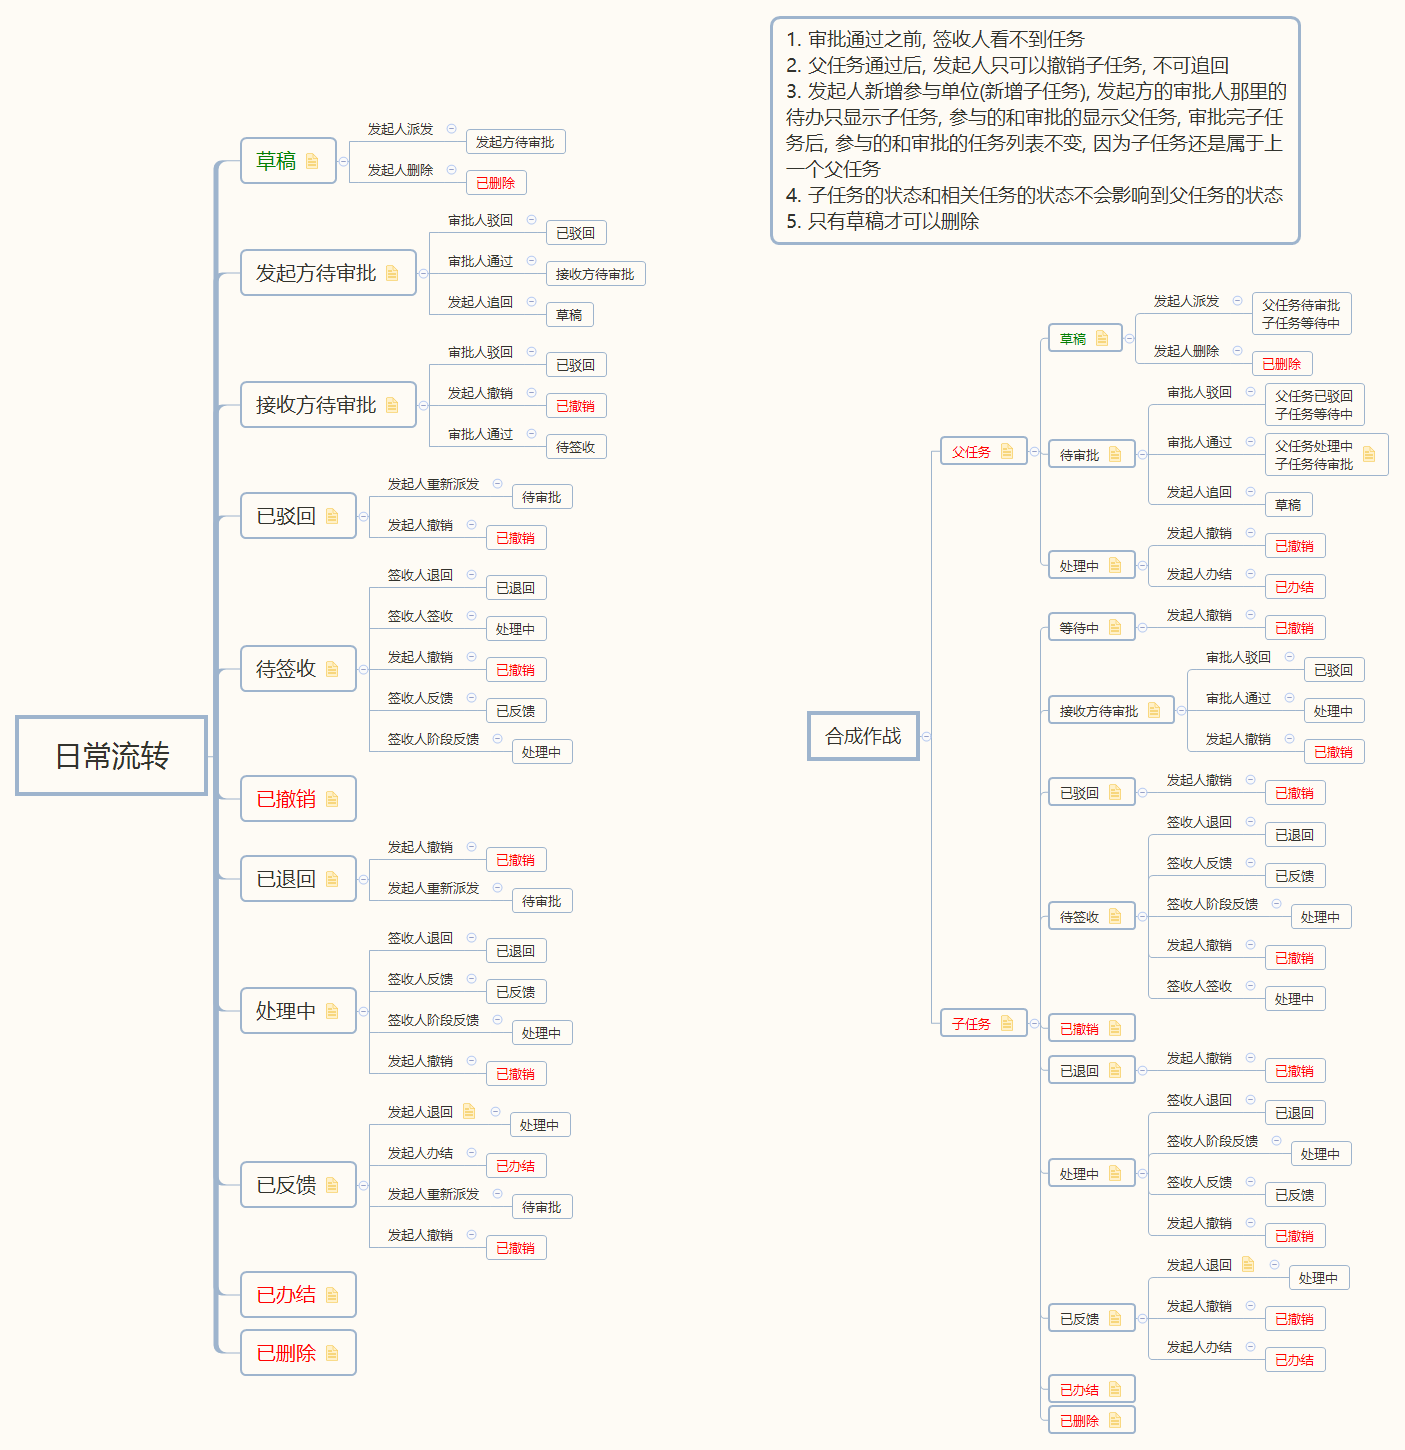 日常流转
草稿
发起人派发
发起方待审批
发起人删除
已删除
发起方待审批
审批人驳回
已驳回
审批人通过
接收方待审批
发起人追回
草稿
接收方待审批
审批人驳回
已驳回
发起人撤销
已撤销
审批人通过
待签收
已驳回
发起人重新派发
待审批
发起人撤销
已撤销
待签收
签收人退回
已退回
签收人签收
处理中
发起人撤销
已撤销
签收人反馈
已反馈
签收人阶段反馈
处理中
已撤销
已退回
发起人撤销
已撤销
发起人重新派发
待审批
处理中
签收人退回
已退回
签收人反馈
已反馈
签收人阶段反馈
处理中
发起人撤销
已撤销
已反馈
发起人退回
处理中
发起人办结
已办结
发起人重新派发
待审批
发起人撤销
已撤销
已办结
已删除
1. 审批通过之前, 签收人看不到任务
2. 父任务通过后, 发起人只可以撤销子任务, 不可追回
3. 发起人新增参与单位(新增子任务), 发起方的审批人那里的
待办只显示子任务, 参与的和审批的显示父任务, 审批完子任
务后, 参与的和审批的任务列表不变, 因为子任务还是属于上
一个父任务
4. 子任务的状态和相关任务的状态不会影响到父任务的状态
5. 只有草稿才可以删除
合成作战
父任务
草稿
发起人派发
父任务待审批
子任务等待中
发起人删除
已删除
待审批
审批人驳回
父任务已驳回
子任务等待中
审批人通过
父任务处理中
子任务待审批
发起人追回
草稿
处理中
发起人撤销
已撤销
发起人办结
已办结
子任务
等待中
发起人撤销
已撤销
接收方待审批
审批人驳回
已驳回
审批人通过
处理中
发起人撤销
已撤销
已驳回
发起人撤销
已撤销
待签收
签收人退回
已退回
签收人反馈
已反馈
签收人阶段反馈
处理中
发起人撤销
已撤销
签收人签收
处理中
已撤销
已退回
发起人撤销
已撤销
处理中
签收人退回
已退回
签收人阶段反馈
处理中
签收人反馈
已反馈
发起人撤销
已撤销
已反馈
发起人退回
处理中
发起人撤销
已撤销
发起人办结
已办结
已办结
已删除